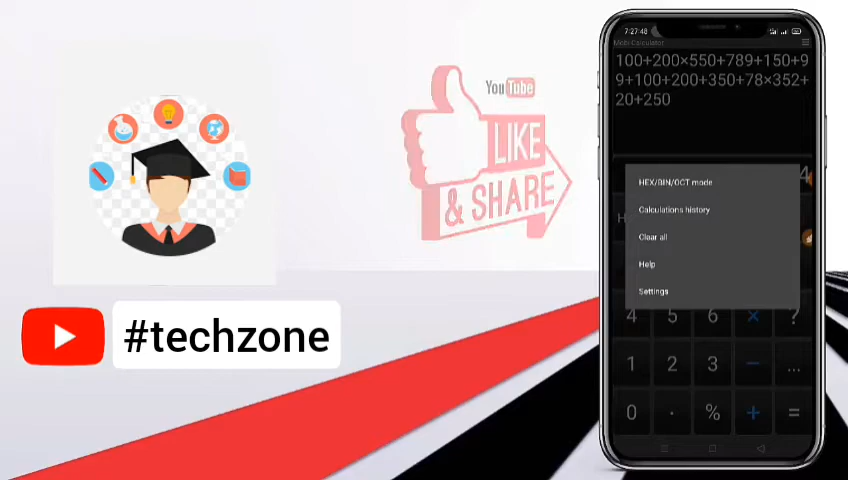 YouTube
LIKE
& SHARE
#techzone
7:27:48
Mobi Calculator
100+200×550+789+150+9
9+100+200+350+78×352+
20+250
4
H
HEX/BIN/OCT mode
Calculations history
Clear all
Help
Settings
4 5 6 × ?
1 2 3 − ...
0 · % + =